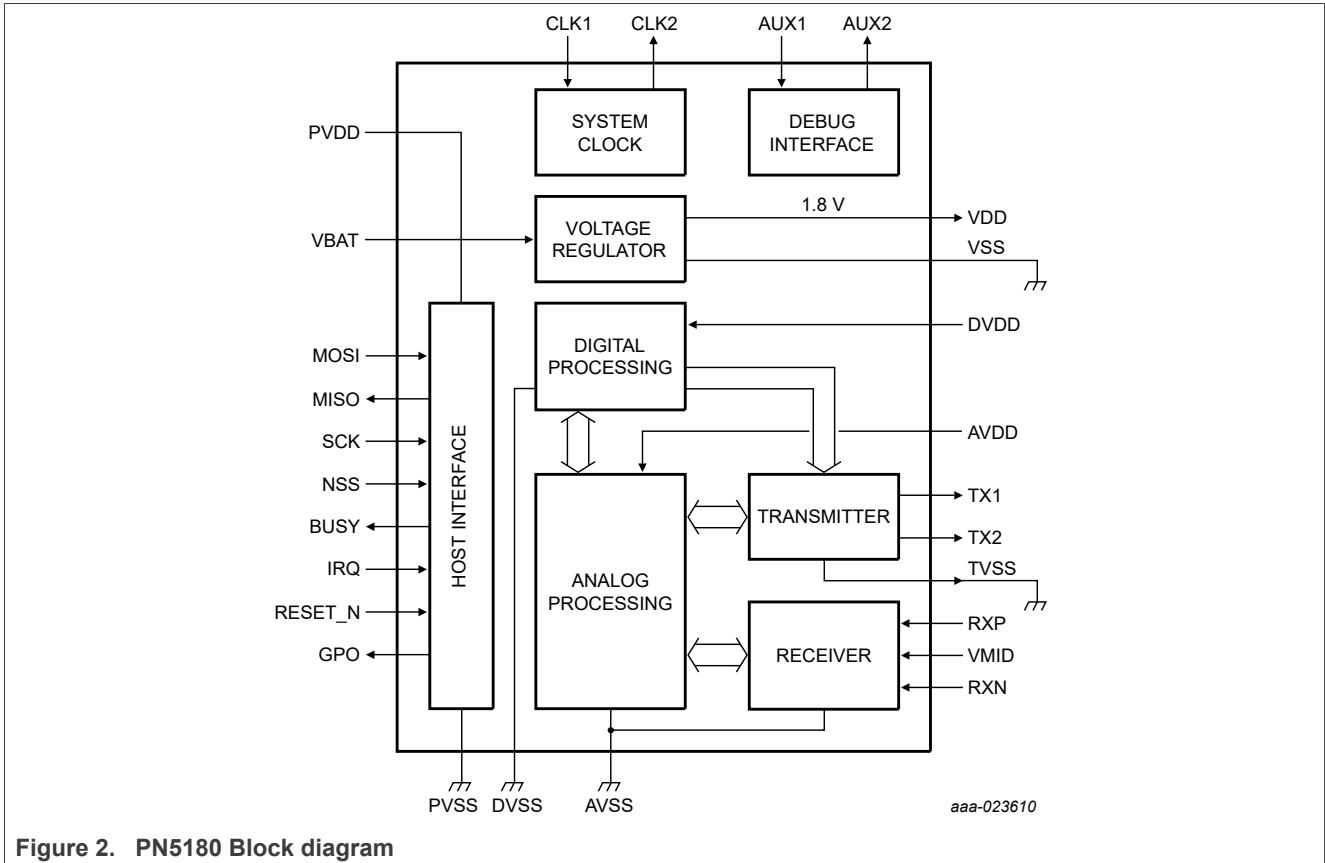 CLK1
CLK2
AUX1
AUX2
SYSTEM
CLOCK
DEBUG
INTERFACE
PVDD
VBAT
VOLTAGE
REGULATOR
1.8 V
VDD
VSS
DVDD
DIGITAL
PROCESSING
MOSI
MISO
SCK
NSS
BUSY
IRQ
RESET_N
GPO
HOST INTERFACE
AVDD
ANALOG
PROCESSING
TRANSMITTER
TX1
TX2
TVSS
RECEIVER
RXP
VMID
RXN
PVSS
DVSS
AVSS
aaa-023610
Figure 2. PN5180 Block diagram